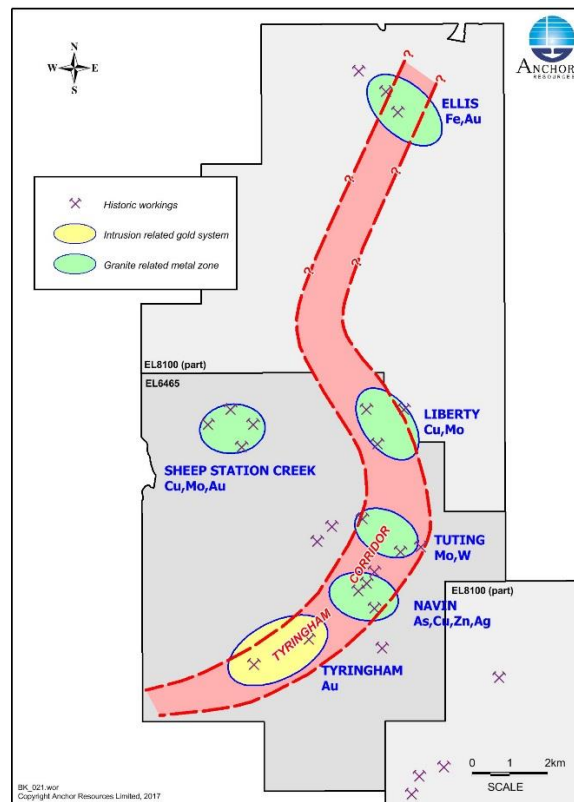 N
W E
S
ANCHOR
RESOURCES
?
?
ELLIS
Fe,Au
Historic workings
Intrusion related gold system
Granite related metal zone
?
?
?
?
EL8100 (part)
EL6465
LIBERTY
Cu,Mo
SHEEP STATION CREEK
Cu,Mo,Au
TUTING
Mo,W
CORRIDOR
EL8100 (part)
NAVIN
As,Cu,Zn,Ag
TYRINGHAM
TYRINGHAM
Au
0 1 2km
SCALE
BK_021.wor
Copyright Anchor Resources Limited, 2017